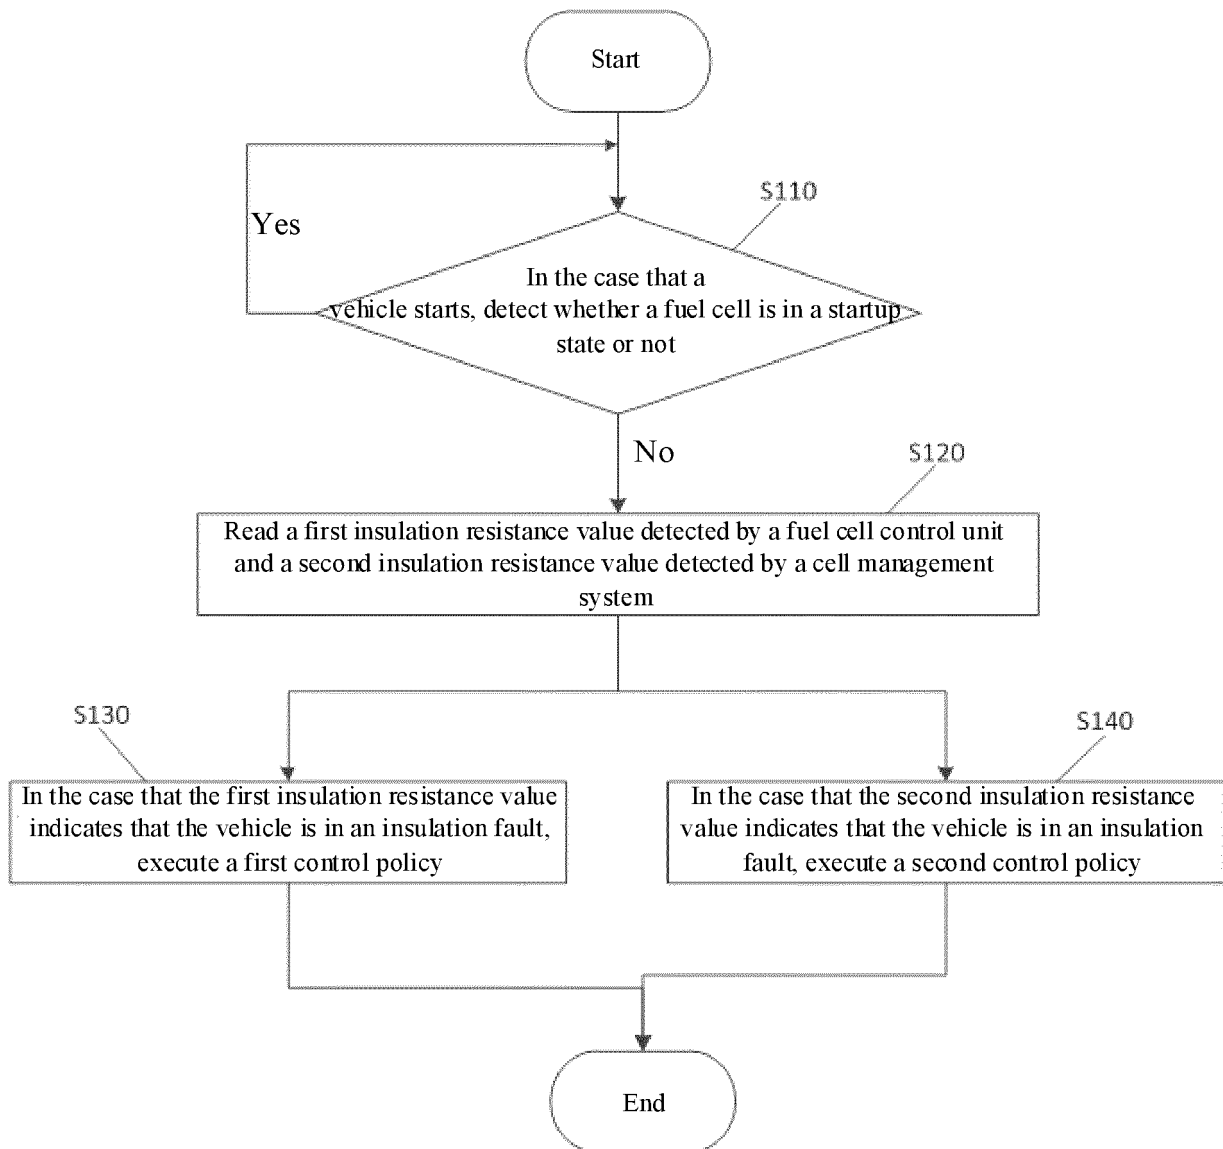 Start
S110
Yes
In the case that a
vehicle starts, detect whether a fuel cell is in a startup
state or not
No
S120
Read a first insulation resistance value detected by a fuel cell control unit
and a second insulation resistance value detected by a cell management
system
S130
S140
In the case that the first insulation resistance value
indicates that the vehicle is in an insulation fault,
execute a first control policy
In the case that the second insulation resistance
value indicates that the vehicle is in an insulation
fault, execute a second control policy
End